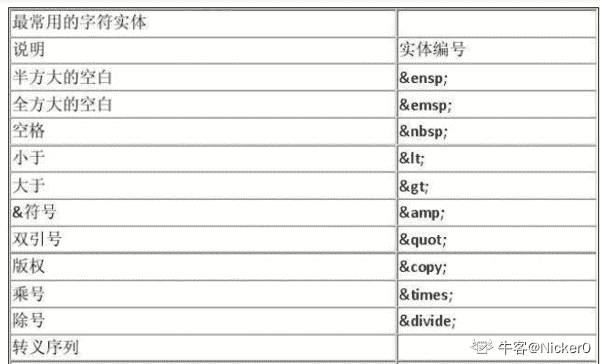 最常用的字符实体
说明 实体编号
半方大的空白 &ensp;
全方大的空白 &emsp;
空格 &nbsp;
小于 &lt;
大于 &gt;
&符号 &amp;
双引号 &quot;
版权 &copy;
乘号 &times;
除号 &divide;
转义序列
牛客@Nicker0